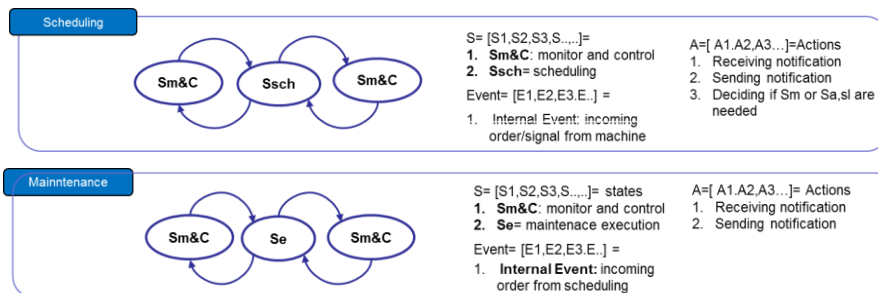 Scheduling
Sm&C
Ssch
Sm&C
S= [S1,S2,S3,S..,..]=
1. Sm&C: monitor and control
2. Ssch= scheduling
Event= [E1,E2,E3.E..] =
1. Internal Event: incoming
order/signal from machine
A=[ A1.A2,A3...]=Actions
1. Receiving notification
2. Sending notification
3. Deciding if Sm or Sa,sl are
needed
Mainntenance
Sm&C
Se
Sm&C
S= [S1,S2,S3,S..,..]= states
1. Sm&C: monitor and control
2. Se= maintenace execution
Event= [E1,E2,E3.E..] =
1. Internal Event: incoming
order from scheduling
A=[ A1.A2,A3...]= Actions
1. Receiving notification
2. Sending notification